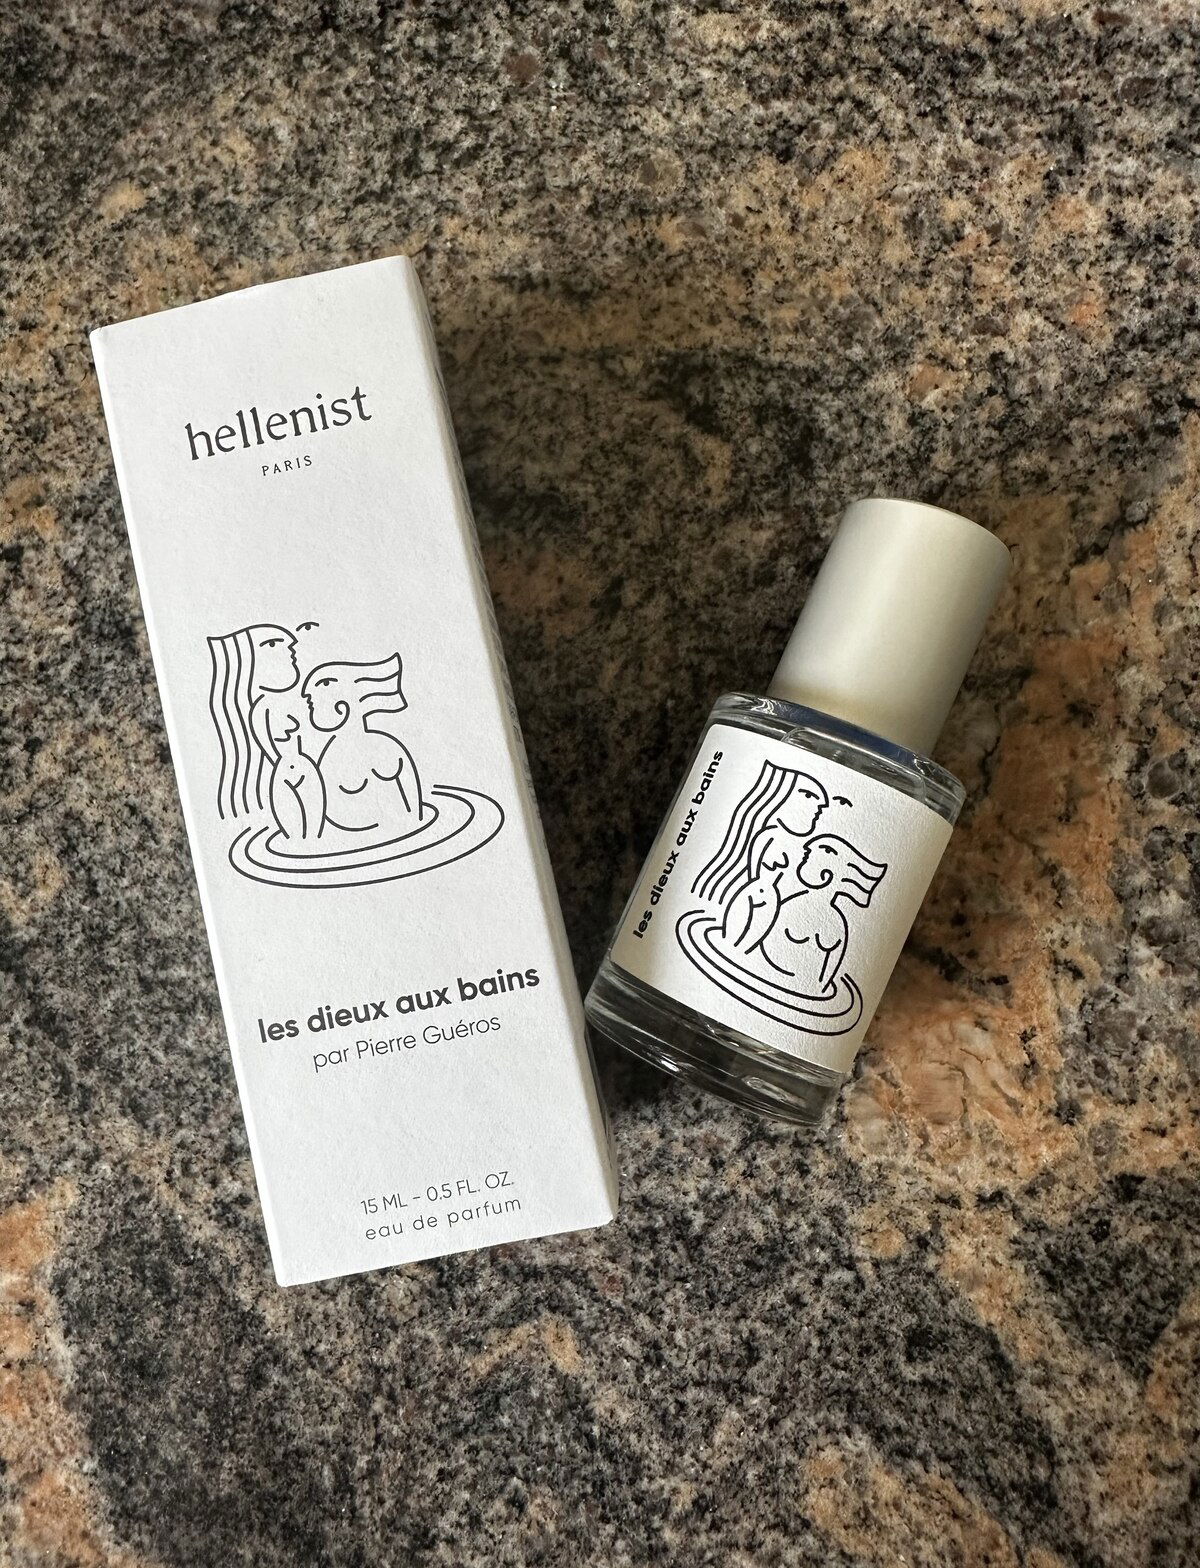 hellenist
PARIS
les dieux aux bains
par Pierre Guéros
15 ML - 0.5 FL. OZ.
eau de parfum
les dieux aux bains